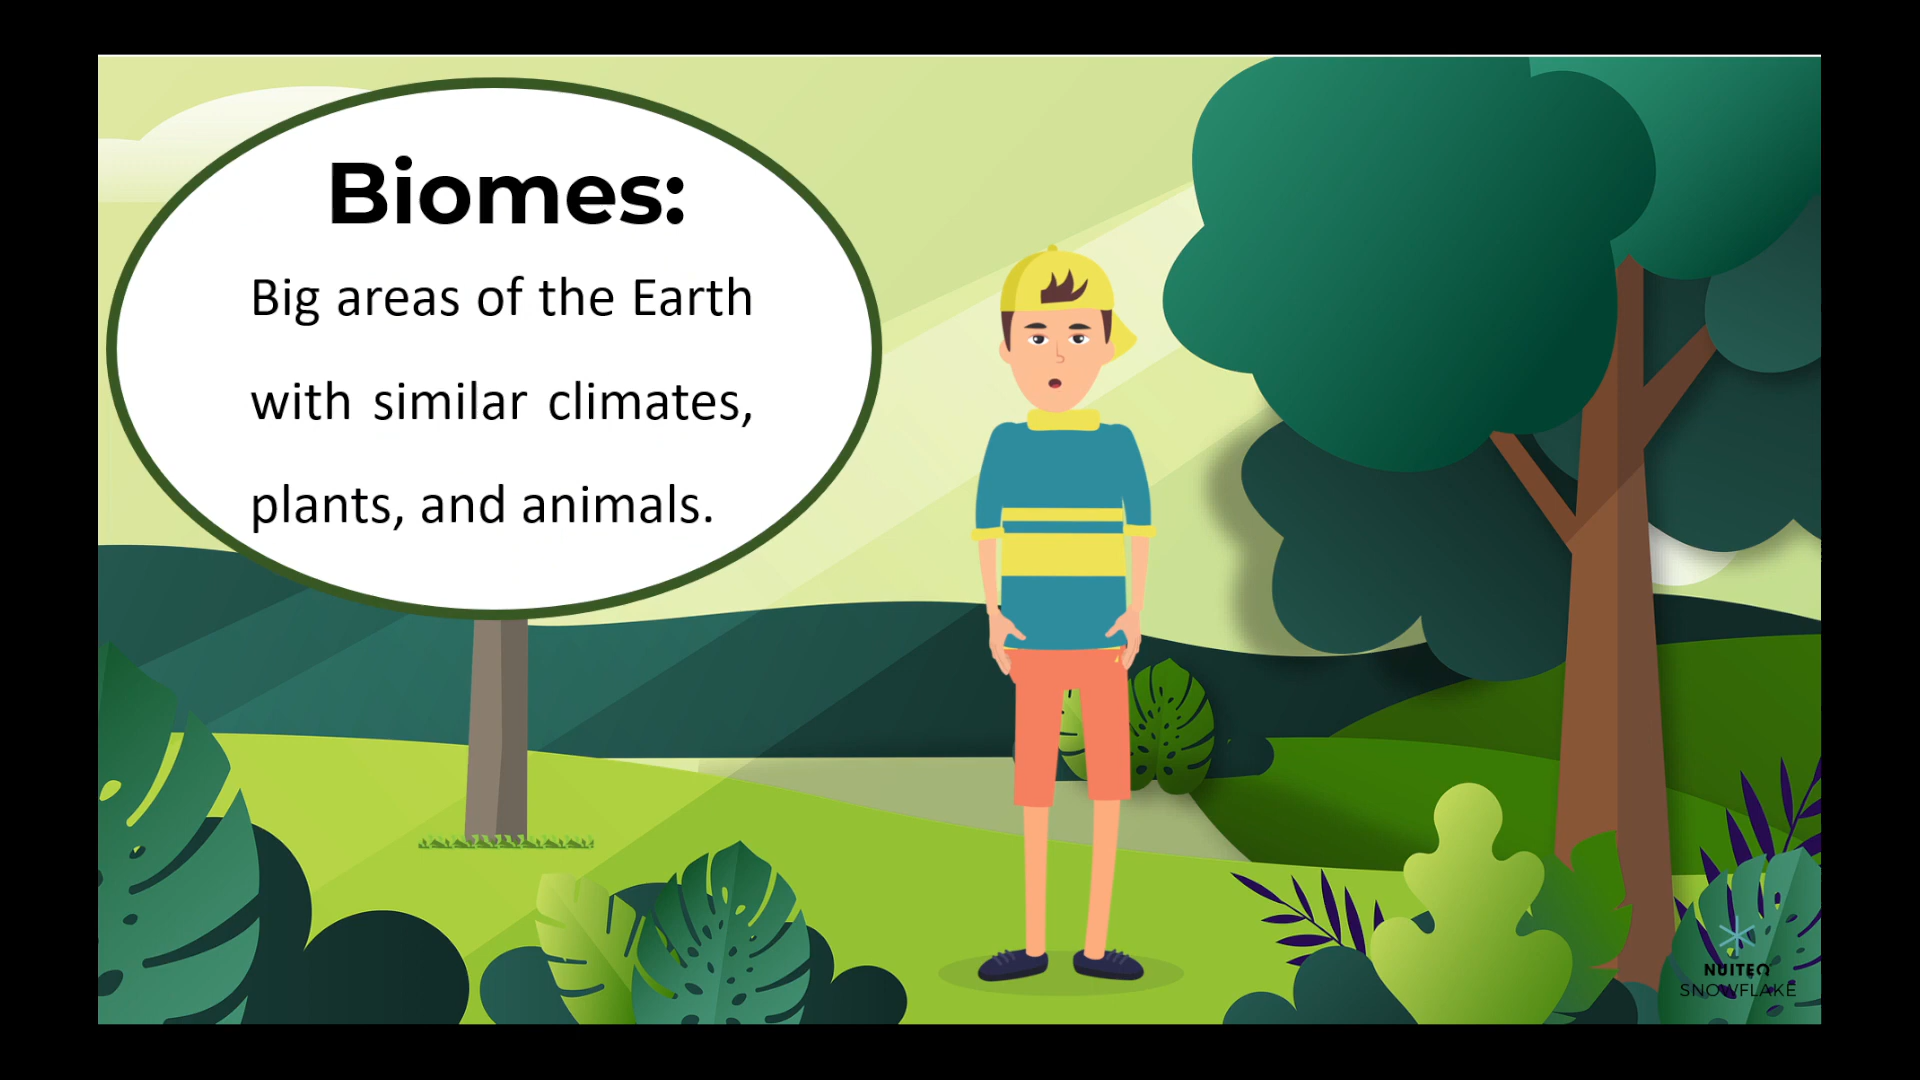 Biomes:
Big areas of the Earth
with similar climates,
plants, and animals.
NUITEQ
SNOWFLAKE